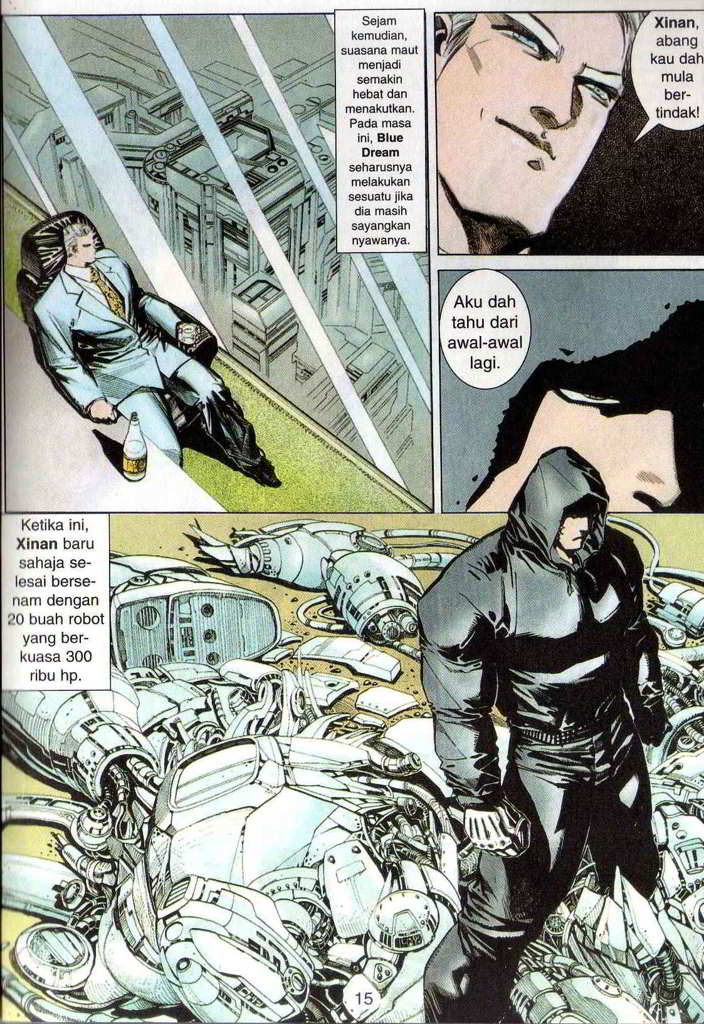 Sejam
kemudian,
suasana maut
menjadi
semakin
hebat dan
menakutkan.
Pada masa
ini, Blue
Dream
seharusnya
melakukan
sesuatu jika
dia masih
sayangkan
nyawanya.
Xinan,
abang
kau dah
mula
ber-
tindak!
Aku dah
tahu dari
awal-awal
lagi.
Ketika ini,
Xinan baru
sahaja se-
lesai berse-
nam dengan
20 buah robot
yang ber-
kuasa 300
ribu hp.
15